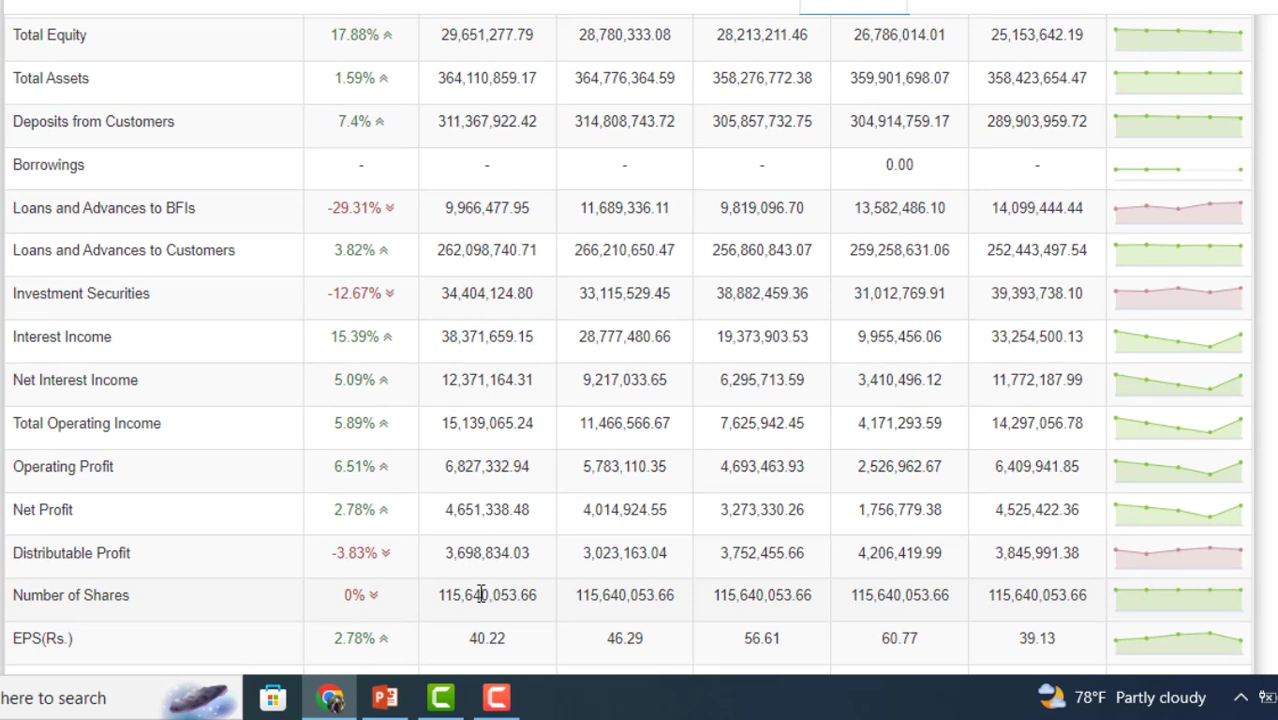 Total Equity 17.88% 29,651,277.79 28,780,333.08 28,213,211.46 26,786,014.01 25,153,642.19
Total Assets 1.59% 364,110,859.17 364,776,364.59 358,276,772.38 359,901,698.07 358,423,654.47
Deposits from Customers 7.4% 311,367,922.42 314,808,743.72 305,857,732.75 304,914,759.17 289,903,959.72
Borrowings - - - - 0.00 -
Loans and Advances to BFIs -29.31% 9,966,477.95 11,689,336.11 9,819,096.70 13,582,486.10 14,099,444.44
Loans and Advances to Customers 3.82% 262,098,740.71 266,210,650.47 256,860,843.07 259,258,631.06 252,443,497.54
Investment Securities -12.67% 34,404,124.80 33,115,529.45 38,882,459.36 31,012,769.91 39,393,738.10
Interest Income 15.39% 38,371,659.15 28,777,480.66 19,373,903.53 9,955,456.06 33,254,500.13
Net Interest Income 5.09% 12,371,164.31 9,217,033.65 6,295,713.59 3,410,496.12 11,772,187.99
Total Operating Income 5.89% 15,139,065.24 11,466,566.67 7,625,942.45 4,171,293.59 14,297,056.78
Operating Profit 6.51% 6,827,332.94 5,783,110.35 4,693,463.93 2,526,962.67 6,409,941.85
Net Profit 2.78% 4,651,338.48 4,014,924.55 3,273,330.26 1,756,779.38 4,525,422.36
Distributable Profit -3.83% 3,698,834.03 3,023,163.04 3,752,455.66 4,206,419.99 3,845,991.38
Number of Shares 0% 115,640,053.66 115,640,053.66 115,640,053.66 115,640,053.66 115,640,053.66
EPS(Rs.) 2.78% 40.22 46.29 56.61 60.77 39.13
here to search 78°F Partly cloudy